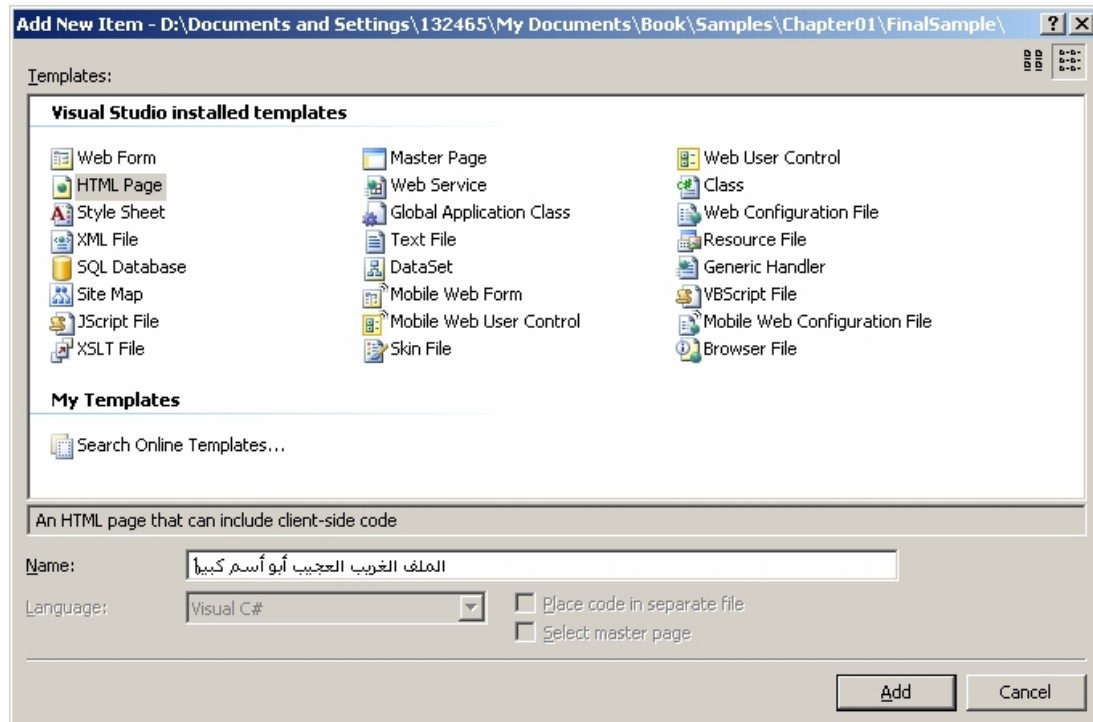 Add New Item - D:\Documents and Settings\132465\My Documents\Book\Samples\Chapter01\FinalSample\
Templates:
Visual Studio installed templates
Web Form Master Page Web User Control
HTML Page Web Service Class
Style Sheet Global Application Class Web Configuration File
XML File Text File Resource File
SQL Database DataSet Generic Handler
Site Map Mobile Web Form VBScript File
JScript File Mobile Web User Control Mobile Web Configuration File
XSLT File Skin File Browser File
My Templates
Search Online Templates...
An HTML page that can include client-side code
Name: الملف الغريب العجيب أبو أسم كبير
Language: Visual C# Place code in separate file
Select master page
Add Cancel